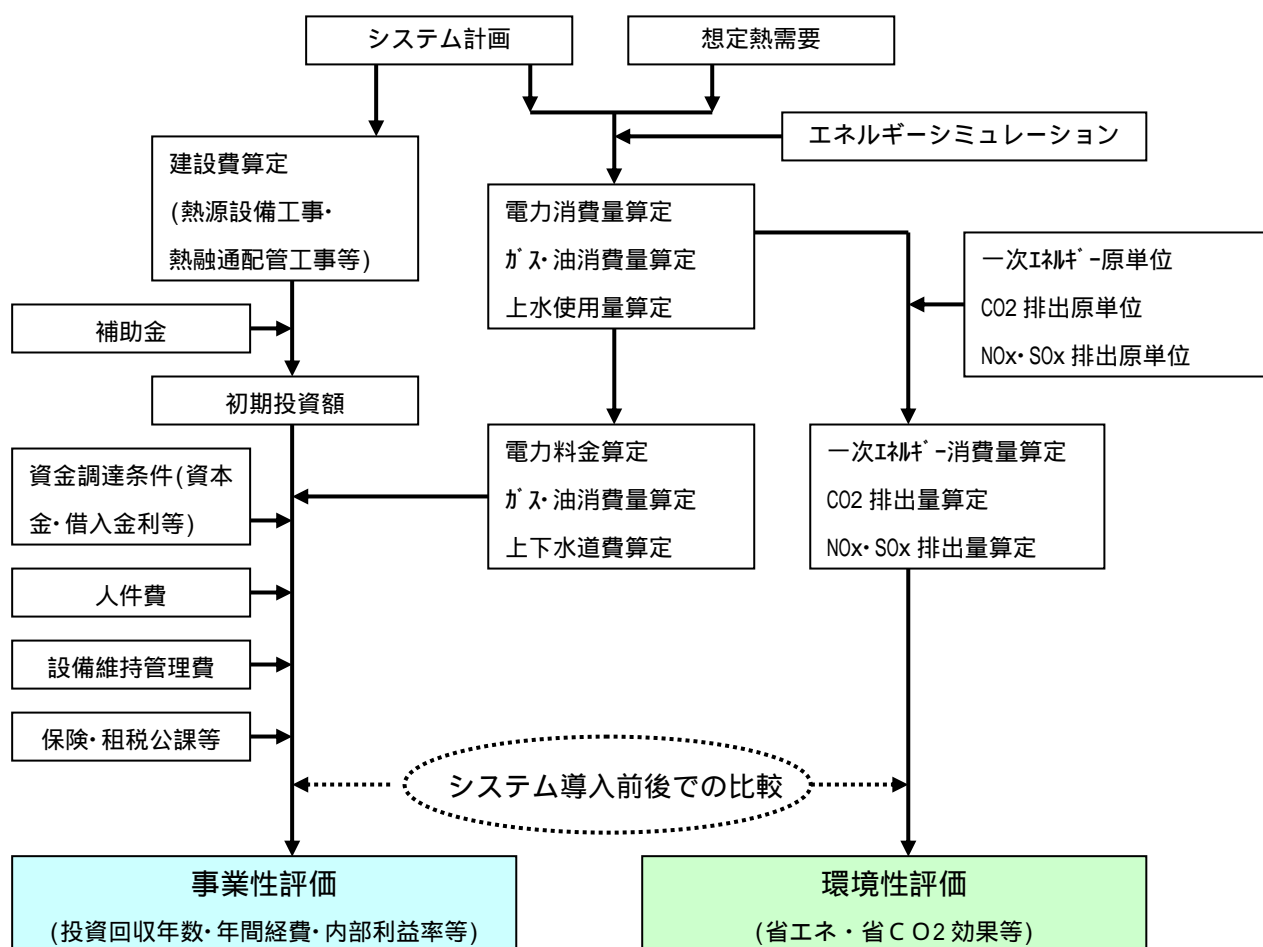 システム計画
想定熱需要
エネルギーシミュレーション
建設費算定
(熱源設備工事・
熱融通配管工事等)
電力消費量算定
ガス・油消費量算定
上水使用量算定
一次エネルギー原単位
CO2 排出原単位
NOx・SOx 排出原単位
補助金
初期投資額
資金調達条件(資本
金・借入金利等)
電力料金算定
ガス・油消費量算定
上下水道費算定
一次エネルギー消費量算定
CO2 排出量算定
NOx・SOx 排出量算定
人件費
設備維持管理費
保険・租税公課等
システム導入前後での比較
事業性評価
(投資回収年数・年間経費・内部利益率等)
環境性評価
(省エネ・省CO2効果等)